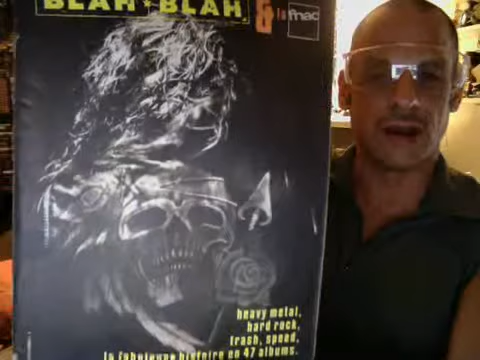 BLAH★BLAH. & la fnac
heavy metal,
hard rock,
trash, speed,
la fabuleuse histoire en 47 albums.